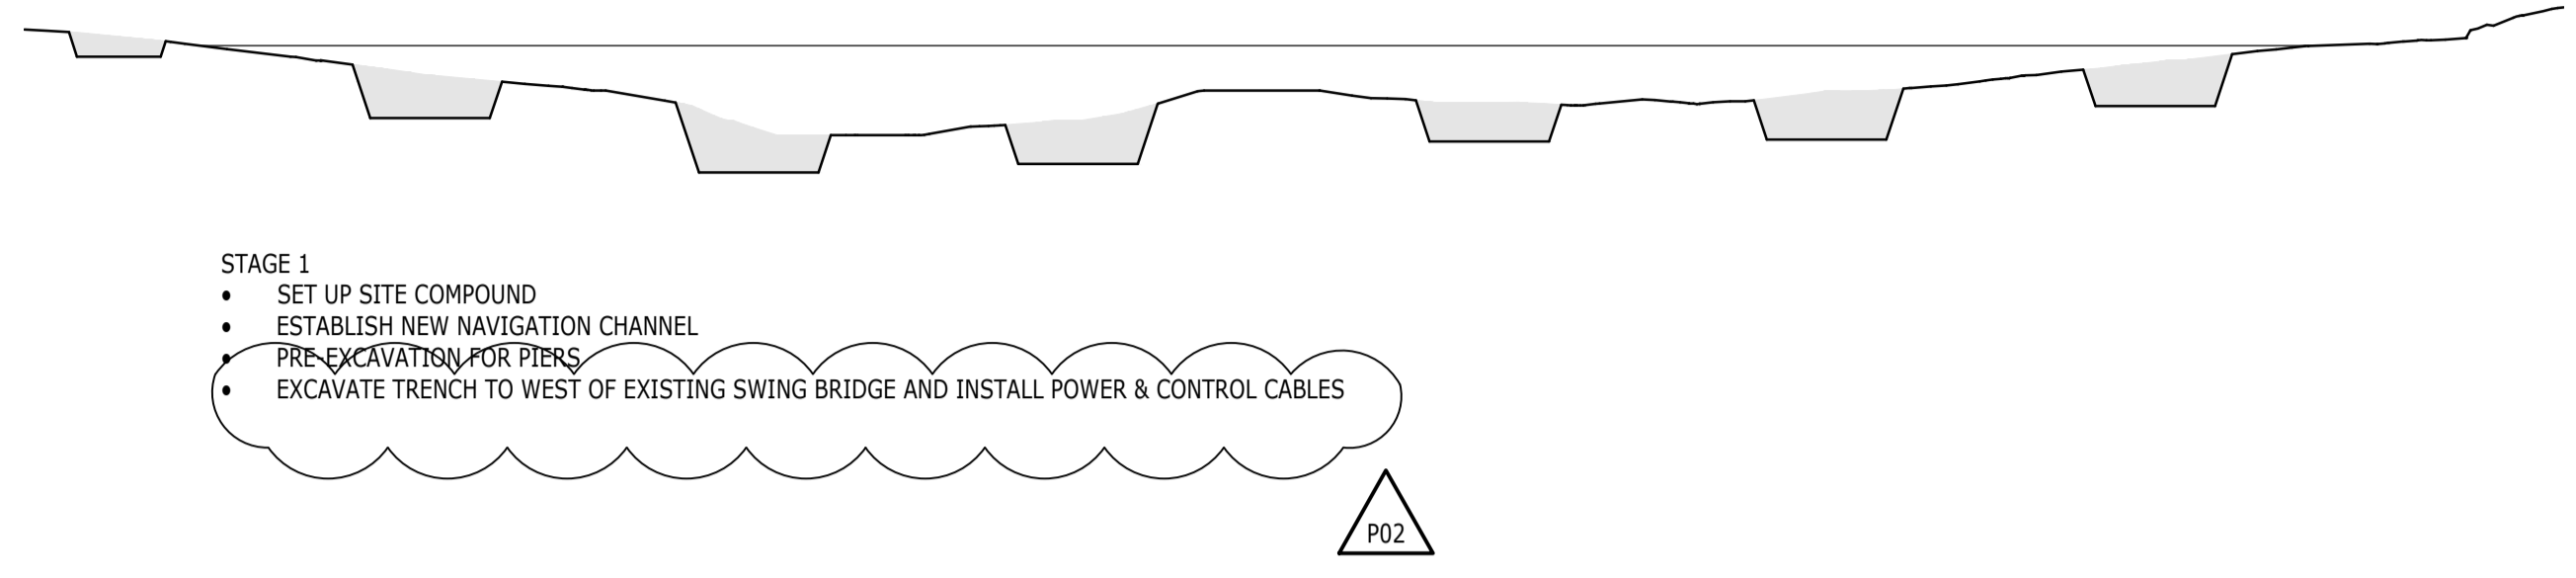 STAGE 1
• SET UP SITE COMPOUND
• ESTABLISH NEW NAVIGATION CHANNEL
• PRE-EXCAVATION FOR PIERS
• EXCAVATE TRENCH TO WEST OF EXISTING SWING BRIDGE AND INSTALL POWER & CONTROL CABLES
P02